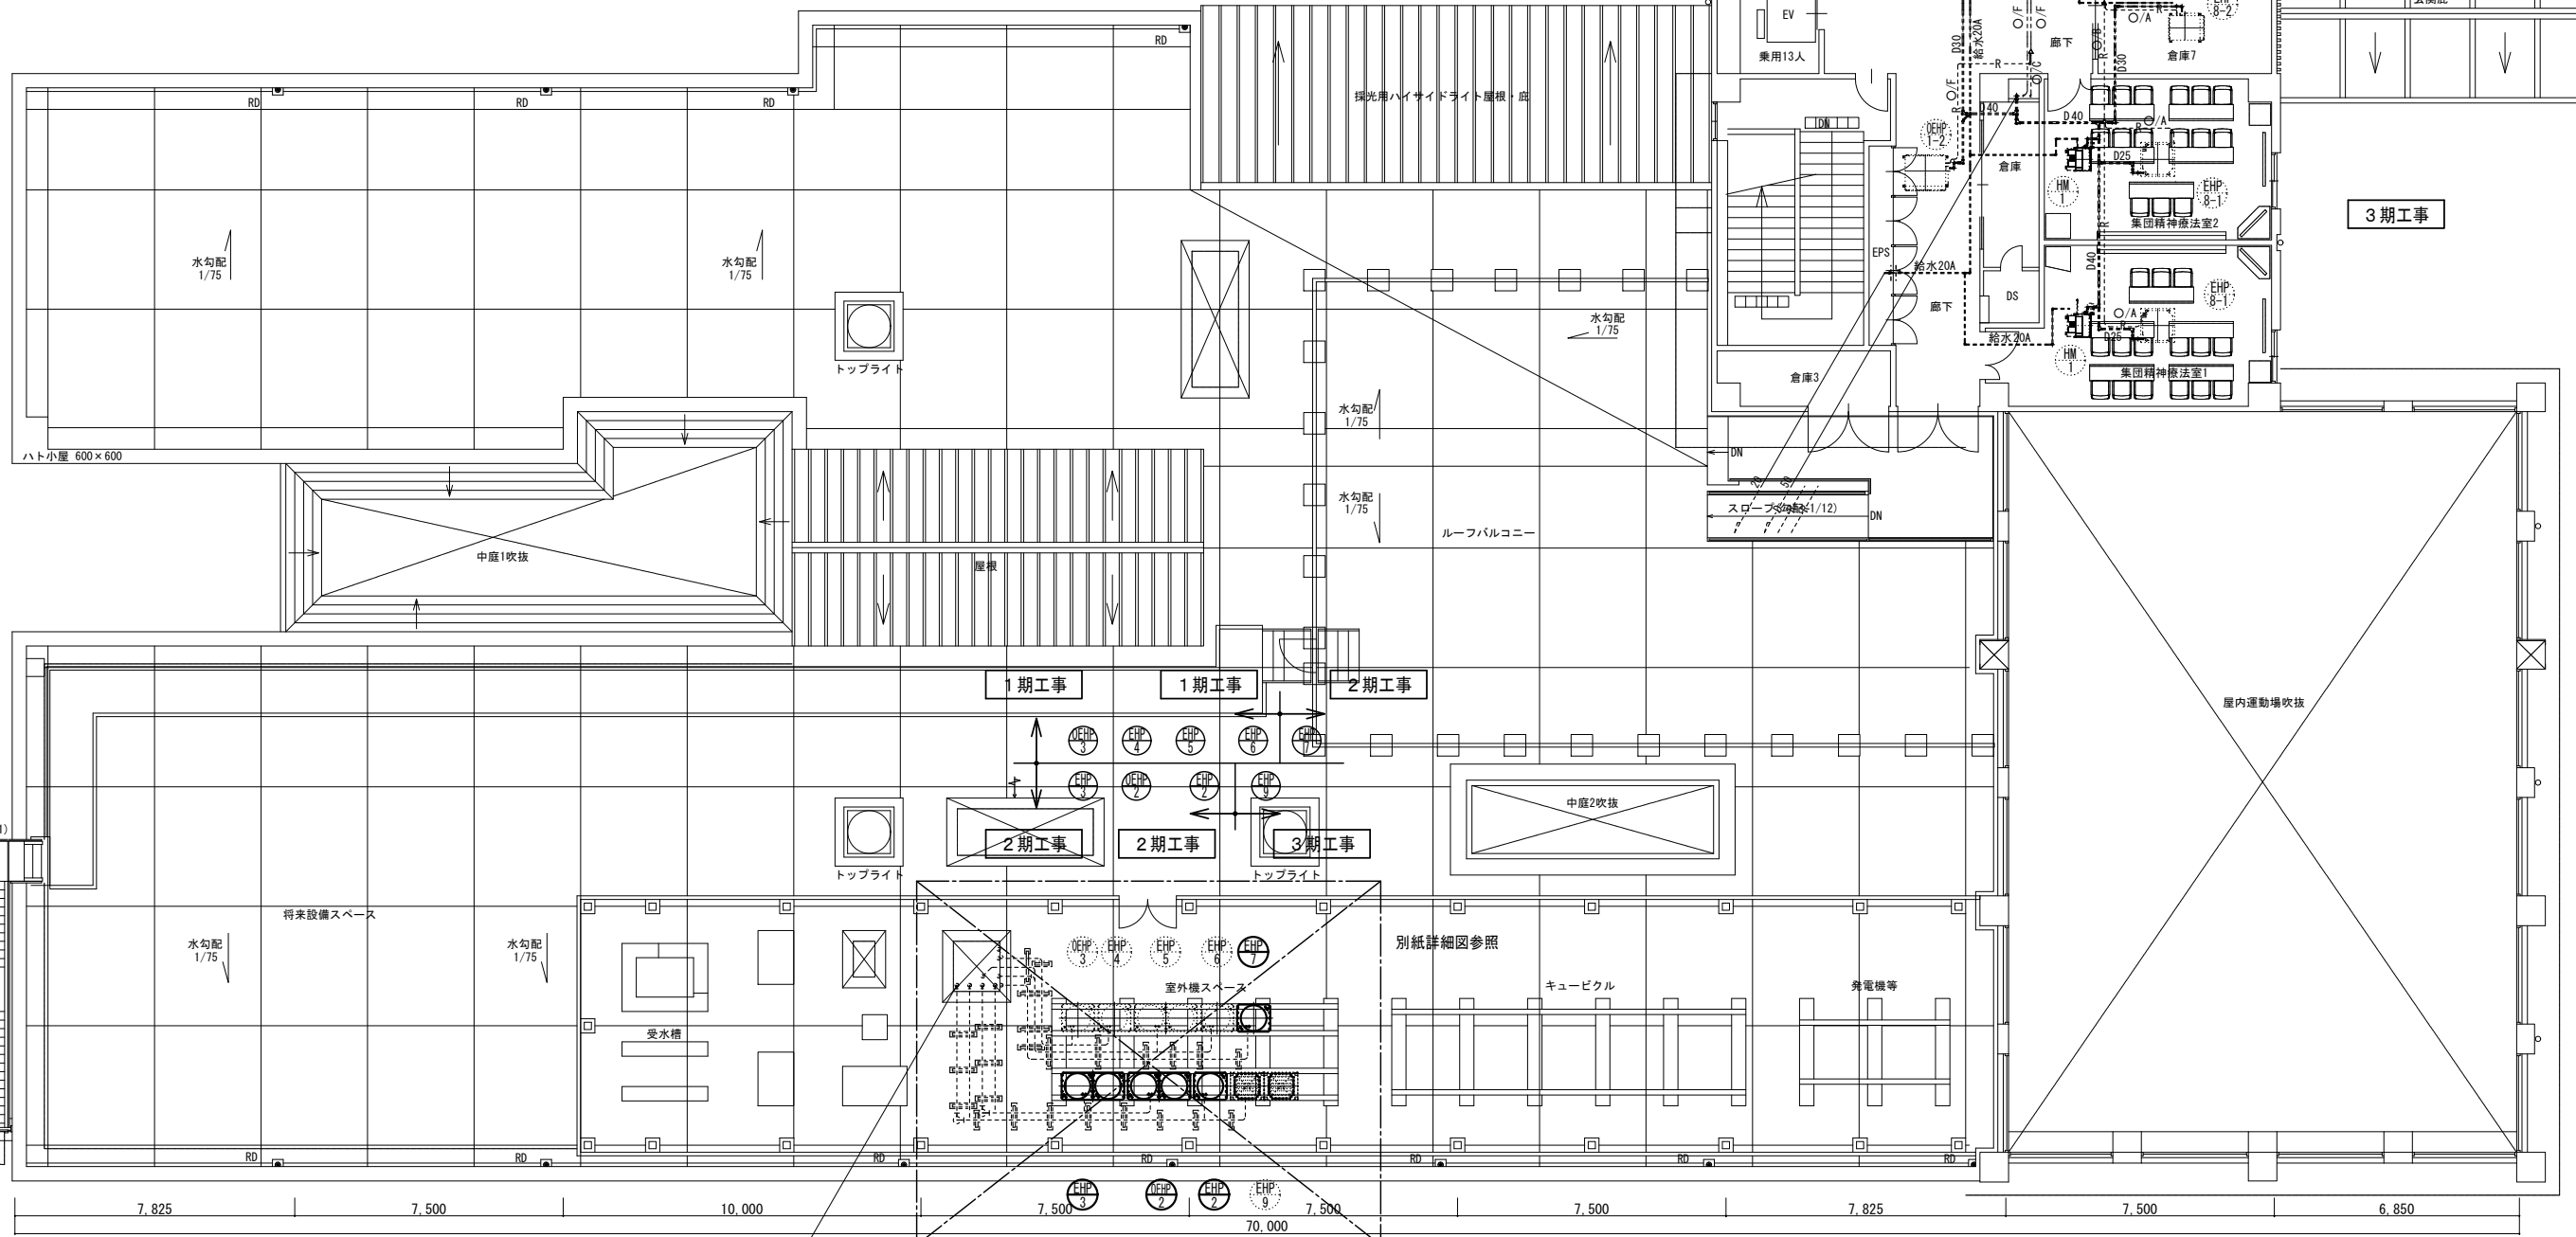 EV
乗用13人
D30
給水20A
○/F
○/F
○/F
R
R
○/C
D40
D40
廊下
○/B
R
D30
R
○/A
EHP
8-2
倉庫7
RD
RD
RD
RD
採光用ハイサイドライト屋根・庇
DN
OEHP
1-2
倉庫
HM
1
R
○/A
D25
EHP
8-1
集団精神療法室2
3期工事
水勾配
1/75
水勾配
1/75
EPS
給水20A
廊下
DS
R
D40
EHP
8-1
○/A
R
D25
給水20A
HM
1
集団精神療法室1
水勾配
1/75
トップライト
倉庫3
水勾配
1/75
ハト小屋 600×600
DN
20
50
スロープ
1/12)
DN
水勾配
1/75
ルーフバルコニー
中庭1吹抜
屋根
1期工事
1期工事
2期工事
屋内運動場吹抜
OEHP
3
EHP
4
EHP
5
EHP
6
EHP
7
EHP
3
OEHP
2
EHP
2
EHP
9
中庭2吹抜
2期工事
2期工事
3期工事
トップライト
トップライト
将来設備スペース
水勾配
1/75
水勾配
1/75
OEHP
3
EHP
4
EHP
5
EHP
6
EHP
7
別紙詳細図参照
室外機スペース
キュービクル
発電機等
受水槽
RD
RD
RD
RD
RD
RD
RD
EHP
3
OEHP
2
EHP
2
EHP
9
7,825
7,500
10,000
7,500
7,500
7,500
7,825
7,500
6,850
70,000